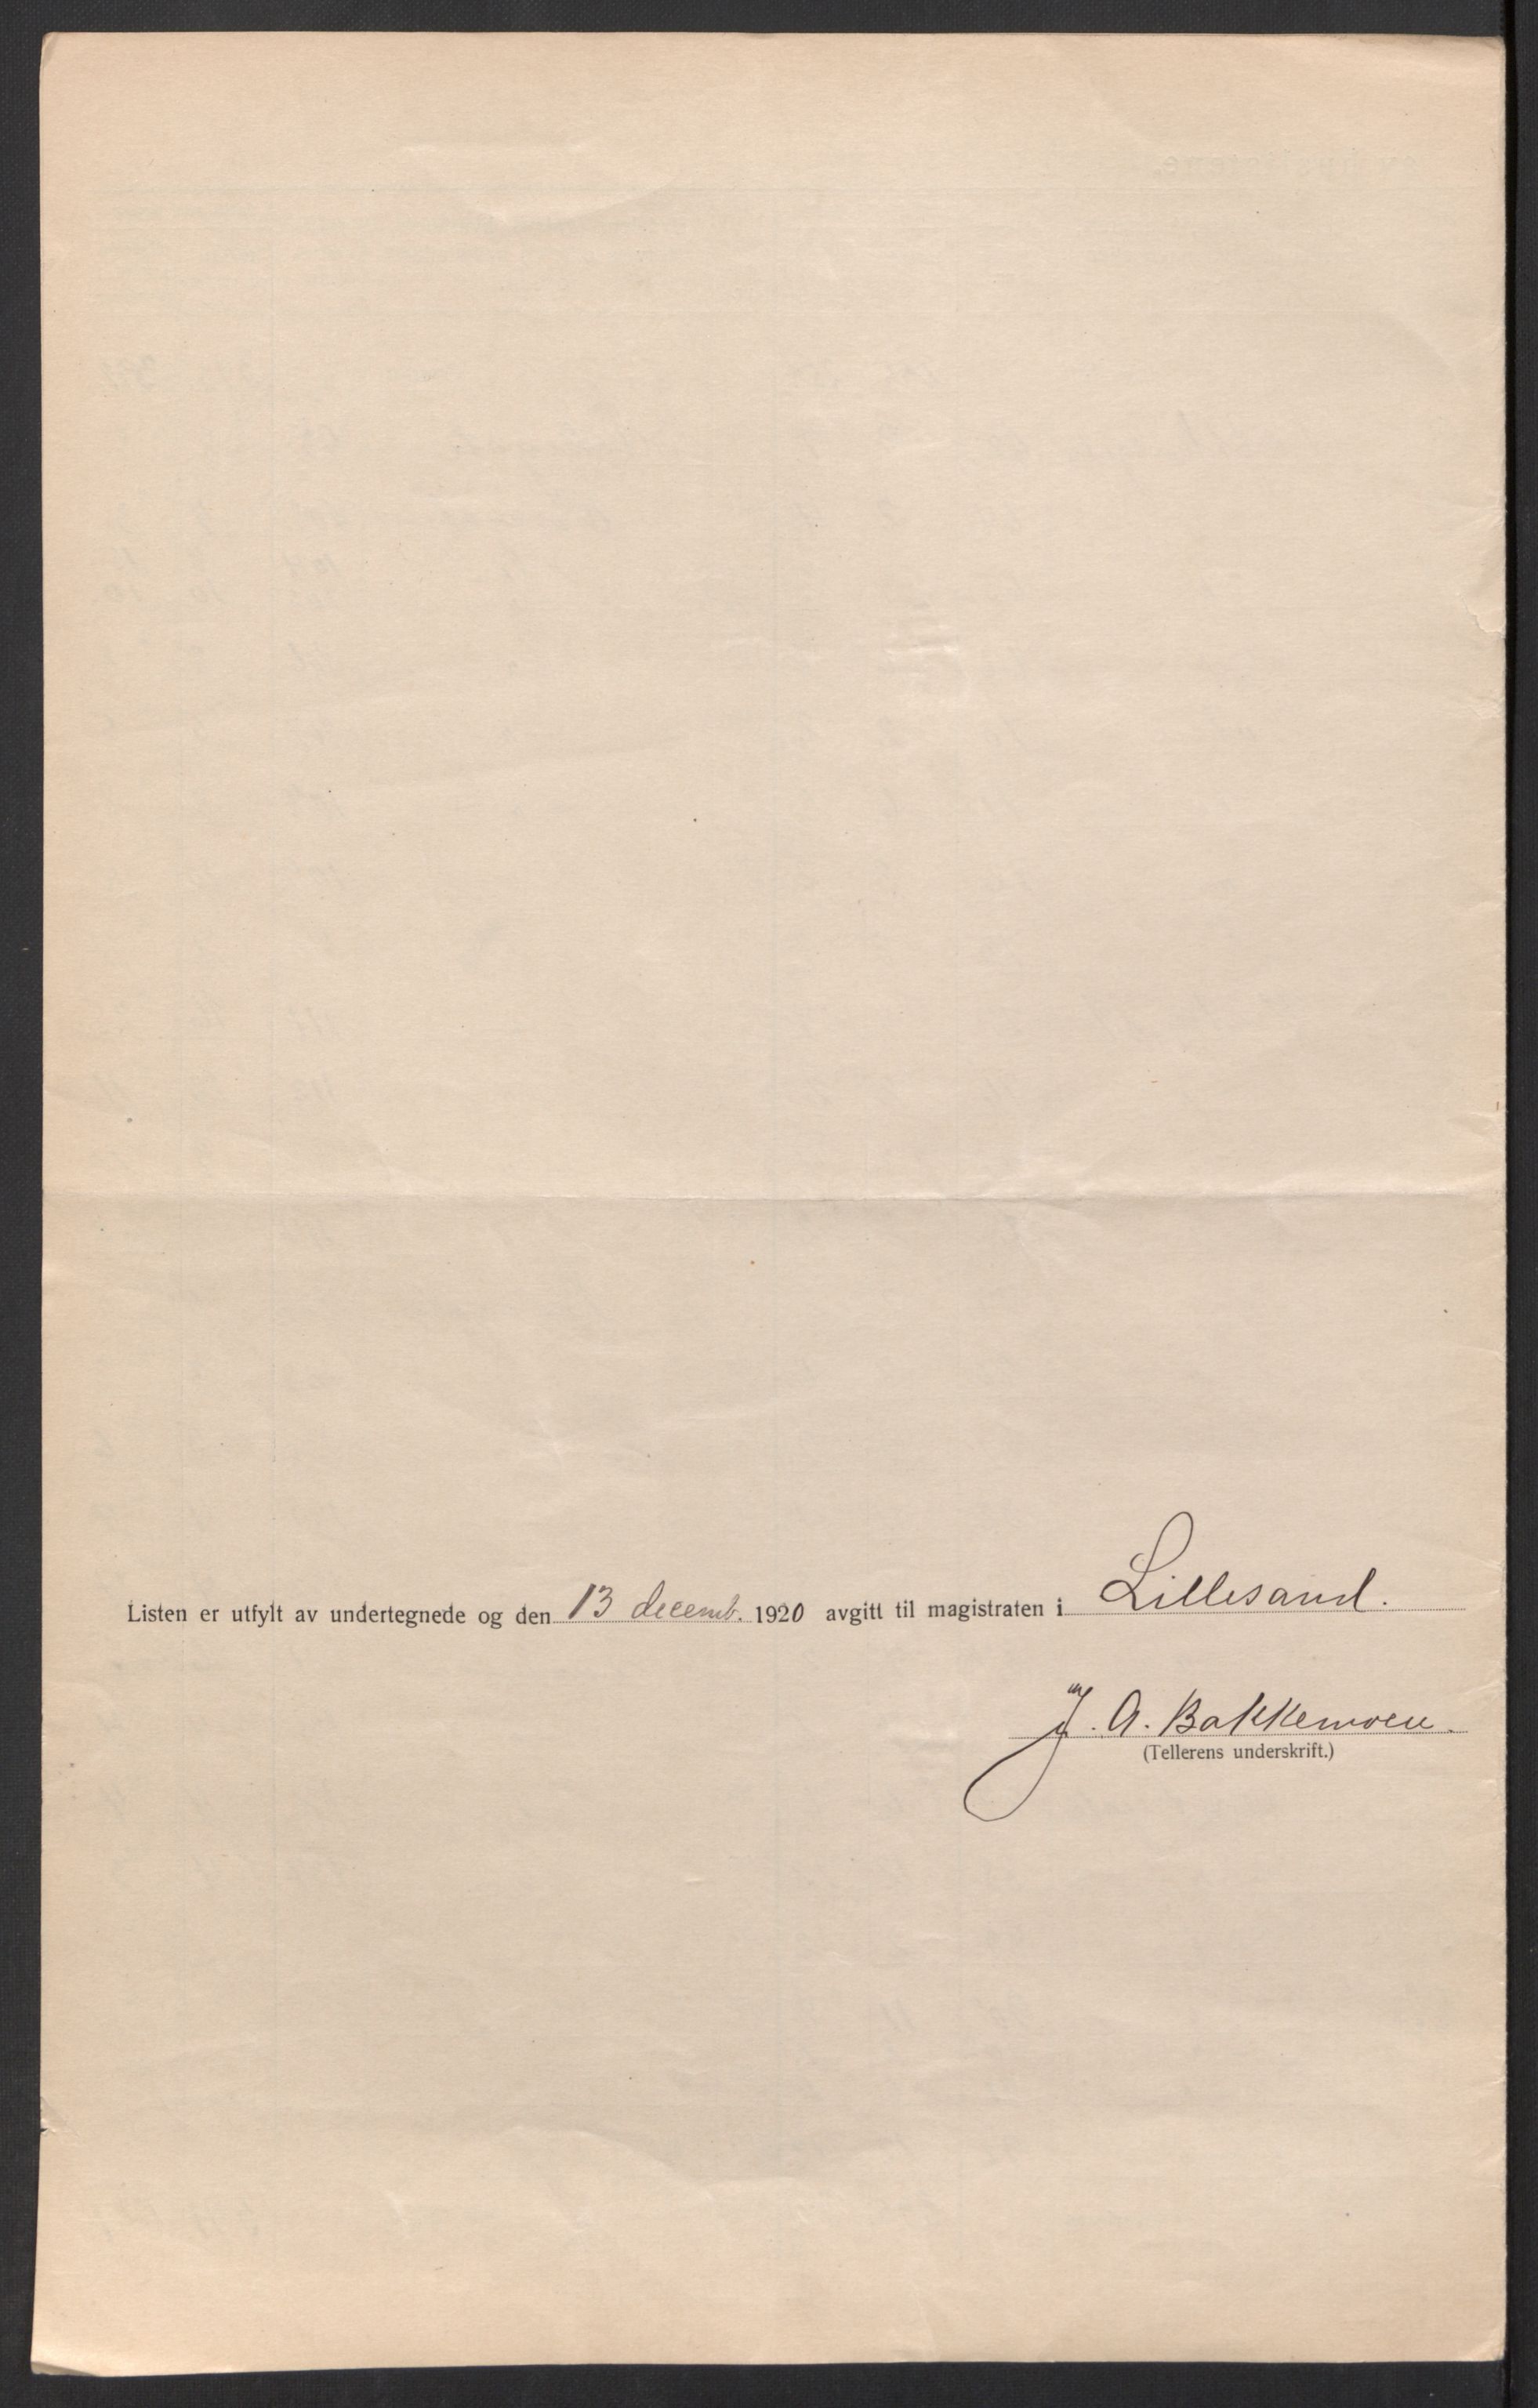 Listen er utfylt av undertegnede og den 13 decemb. 1920 avgitt til magistraten i Lillesand.
J. A. Bakkemoen.
(Tellerens underskrift.)